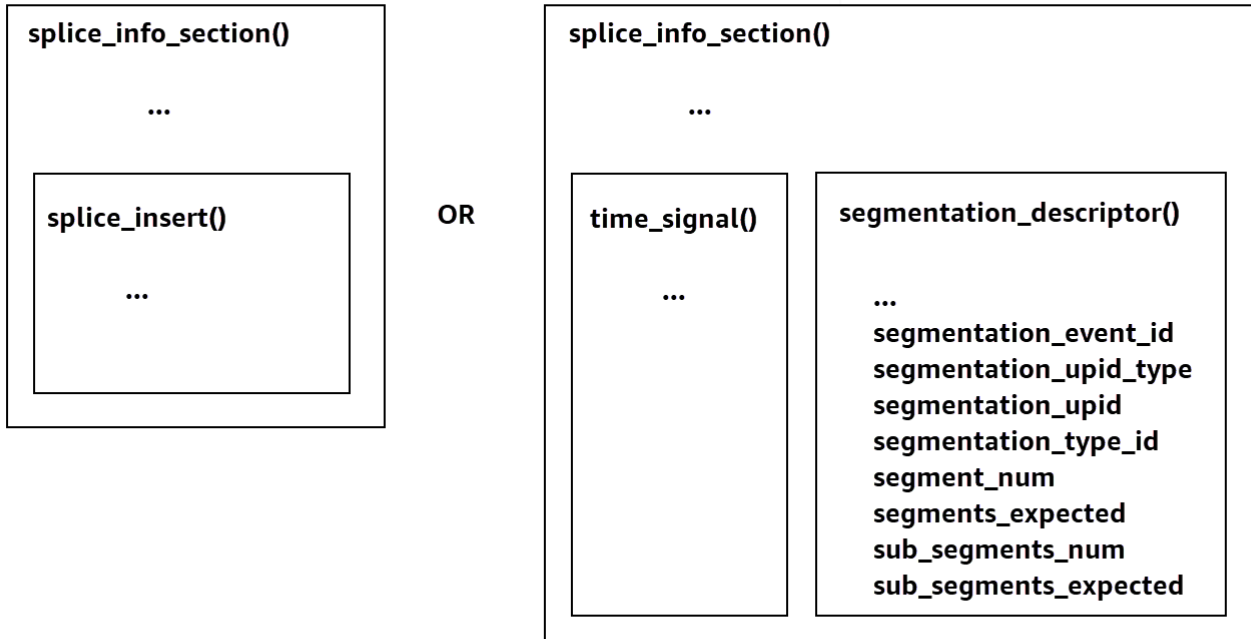 splice_info_section()
...
splice_insert()
...
OR
splice_info_section()
...
time_signal()
...
segmentation_descriptor()
...
segmentation_event_id
segmentation_upid_type
segmentation_upid
segmentation_type_id
segment_num
segments_expected
sub_segments_num
sub_segments_expected